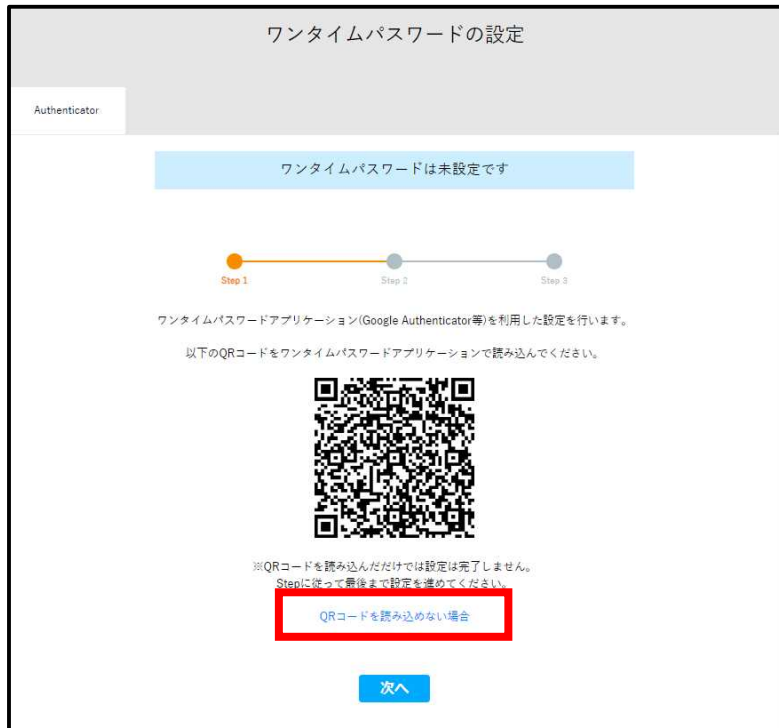 ワンタイムパスワードの設定
Authenticator
ワンタイムパスワードは未設定です
Step 1
Step 2
Step 3
ワンタイムパスワードアプリケーション(Google Authenticator等)を利用した設定を行います。
以下のQRコードをワンタイムパスワードアプリケーションで読み込んでください。
※QRコードを読み込んだだけでは設定は完了しません。
Stepに従って最後まで設定を進めてください。
QRコードを読み込めない場合
次へ